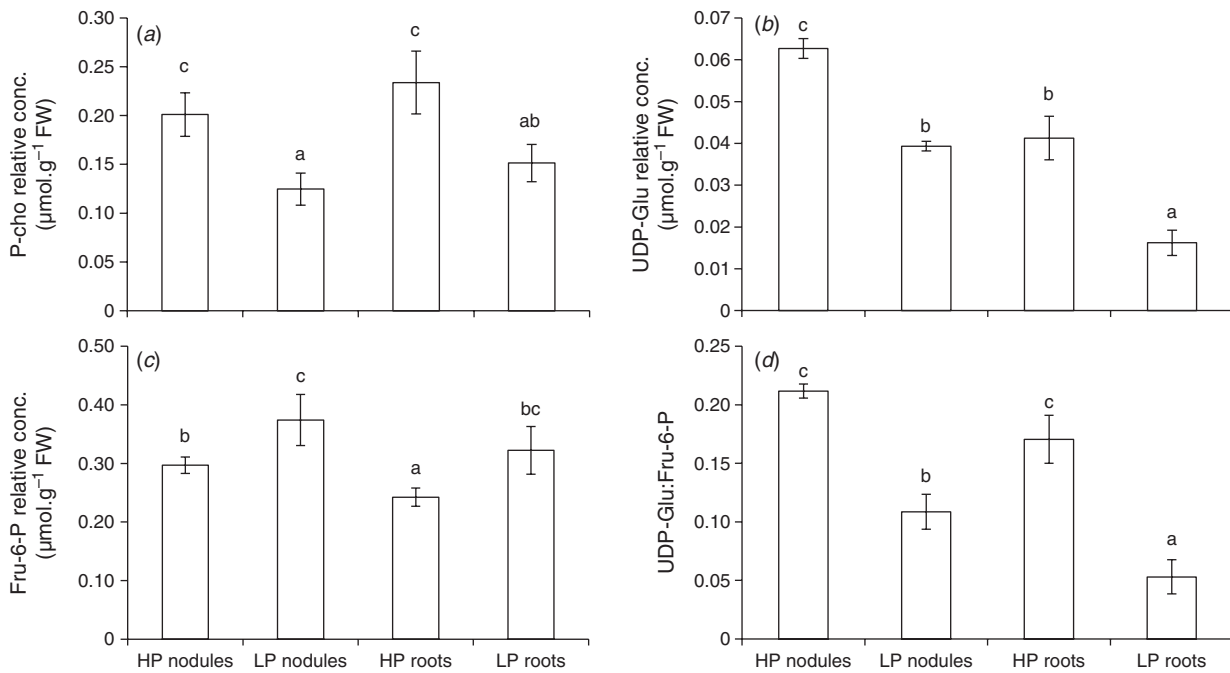 (a)
P-cho relative conc.
(µmol.g⁻¹ FW)
0.30
0.25
0.20
0.15
0.10
0.05
0
c
a
c
ab
(b)
UDP-Glu relative conc.
(µmol.g⁻¹ FW)
0.07
0.06
0.05
0.04
0.03
0.02
0.01
0
c
b
b
a
(c)
Fru-6-P relative conc.
(µmol.g⁻¹ FW)
0.50
0.40
0.30
0.20
0.10
0
b
c
a
bc
HP nodules
LP nodules
HP roots
LP roots
(d)
UDP-Glu:Fru-6-P
0.25
0.20
0.15
0.10
0.05
0
c
b
c
a
HP nodules
LP nodules
HP roots
LP roots